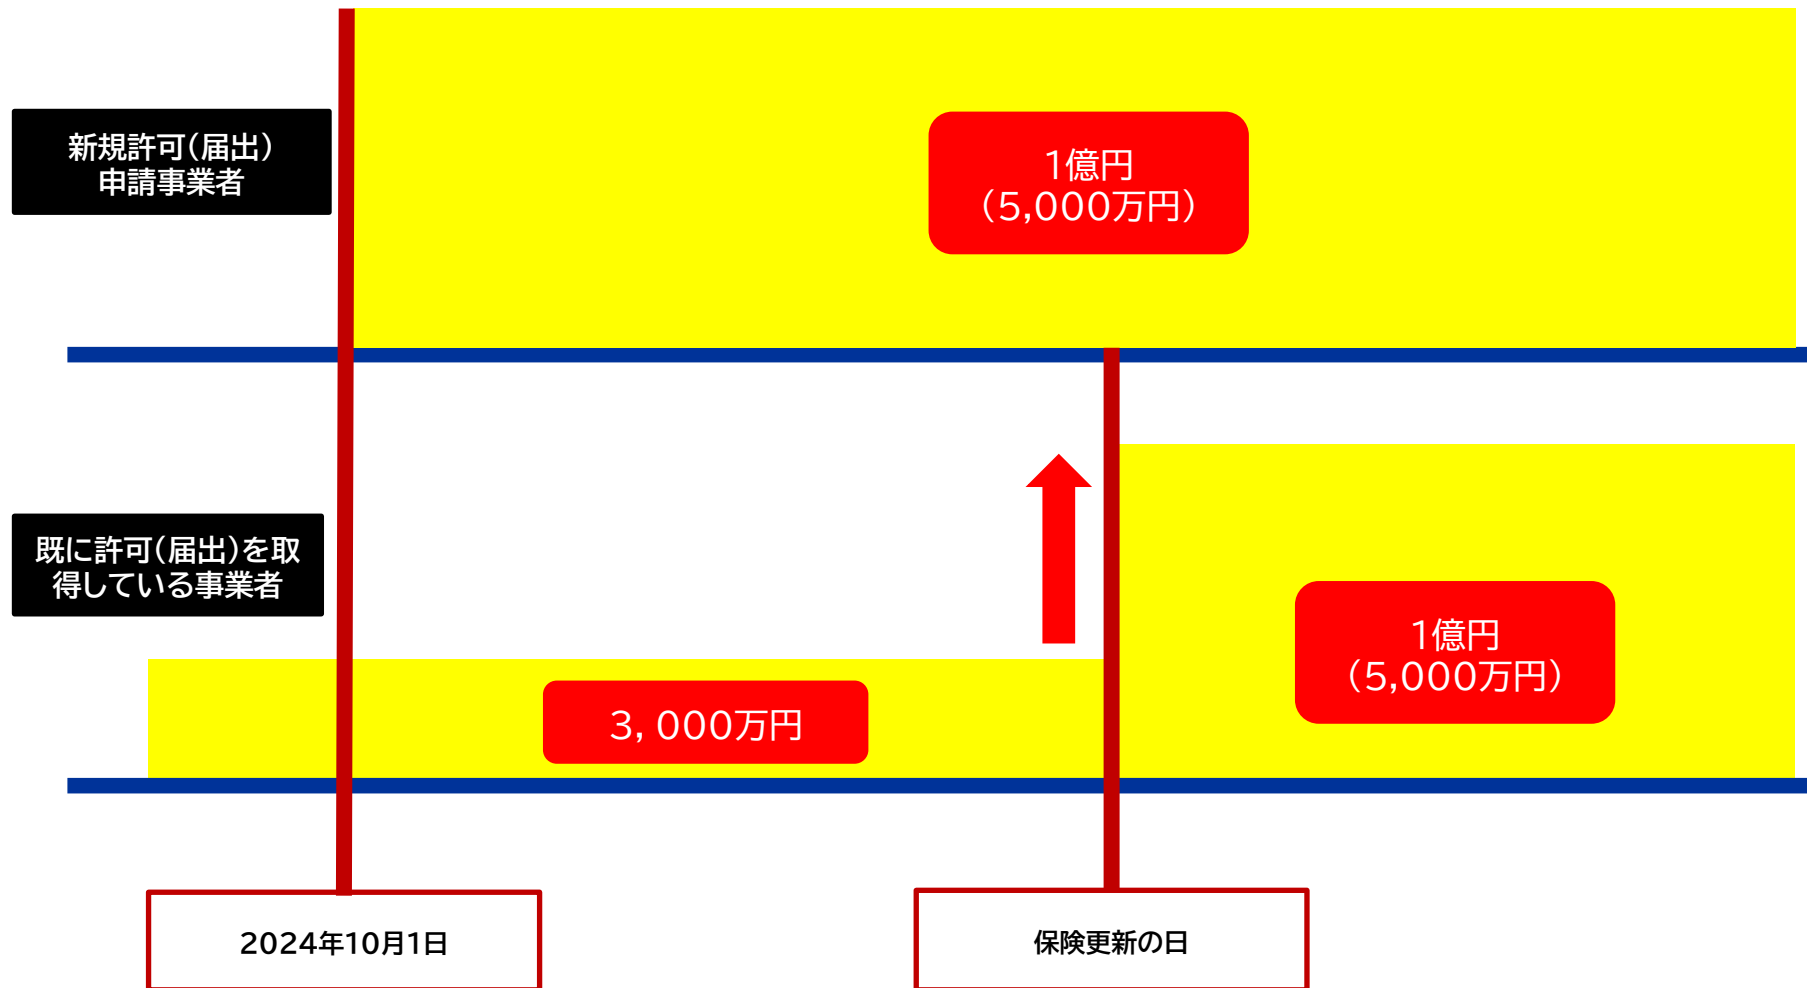 新規許可（届出）
申請事業者
1億円
（5,000万円）
既に許可（届出）を取
得している事業者
1億円
（5,000万円）
3，000万円
2024年10月1日
保険更新の日